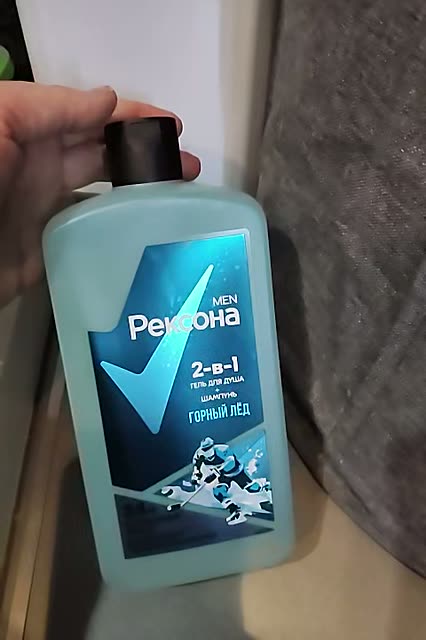 MEN
Рексона
2-в-1
ГЕЛЬ ДЛЯ ДУША
+
ШАМПУНЬ
ГОРНЫЙ ЛЁД